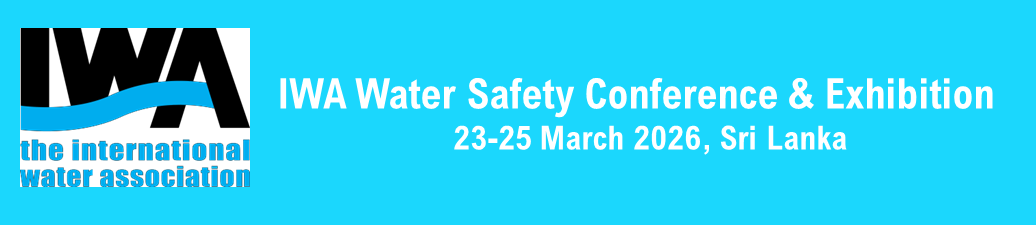 IWA
the international
water association
IWA Water Safety Conference & Exhibition
23-25 March 2026, Sri Lanka